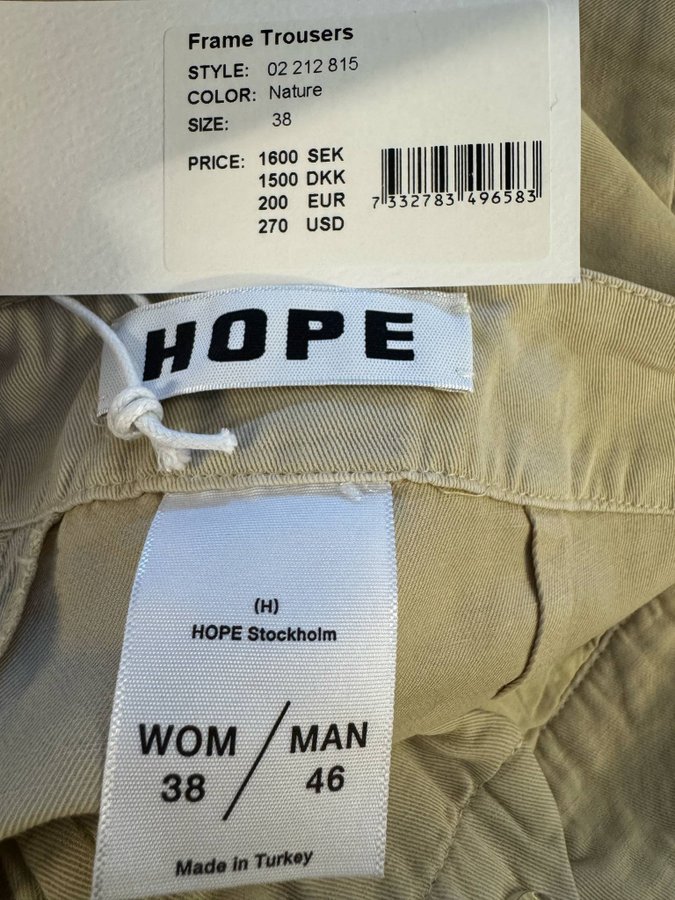 Frame Trousers
STYLE: 02 212 815
COLOR: Nature
SIZE: 38
PRICE: 1600 SEK
1500 DKK
200 EUR
270 USD
7 332783 496583
HOPE
(H)
HOPE Stockholm
WOM / MAN
38 46
Made in Turkey